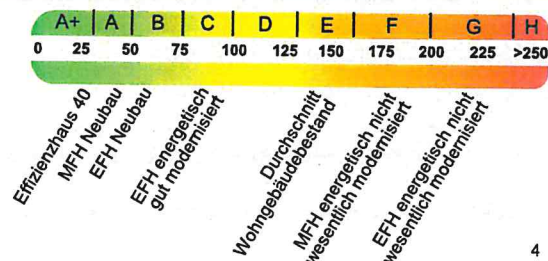 A+ A B C D E F G H
0 25 50 75 100 125 150 175 200 225 >250
Effizienzhaus 40
MFH Neubau
EFH Neubau
EFH energetisch
gut modernisiert
Durchschnitt
Wohngebäudebestand
MFH energetisch nicht
wesentlich modernisiert
EFH energetisch nicht
wesentlich modernisiert
4